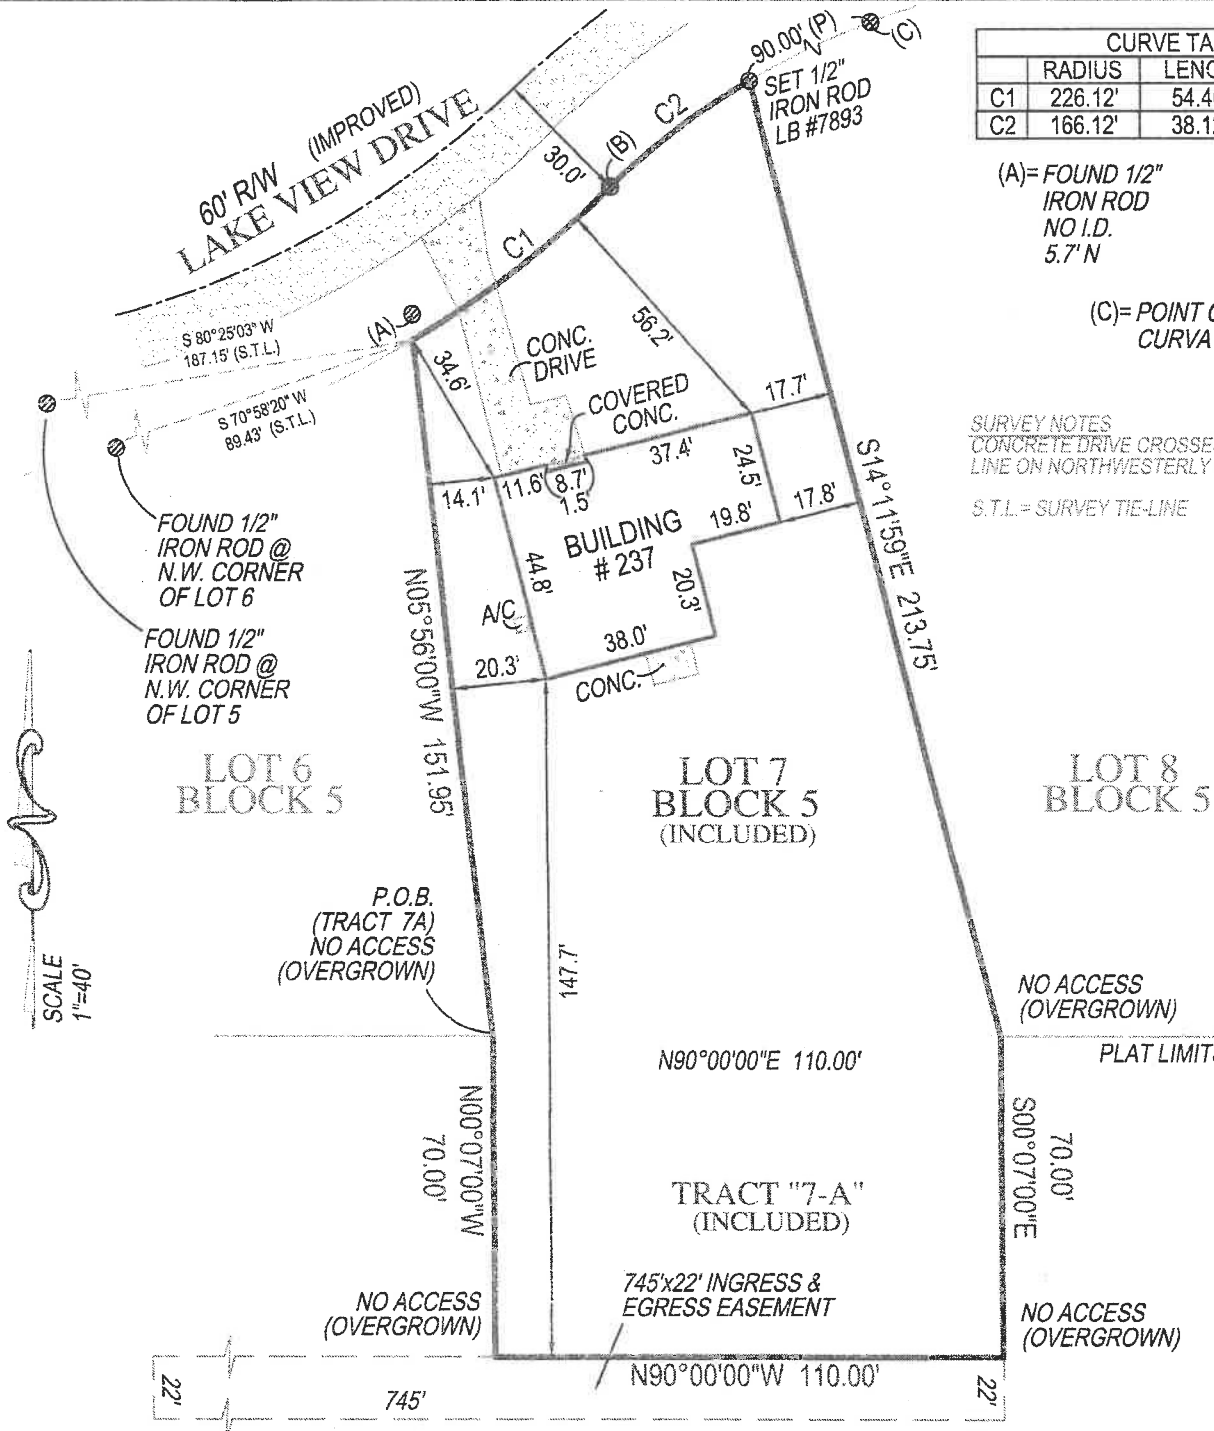 90.00' (P)
(C)
SET 1/2"
IRON ROD
LB #7893
C2
(B)
30.0'
60' R/W (IMPROVED)
LAKE VIEW DRIVE
C1
(A)
S 80°25'03" W
187.15' (S.T.L.)
S 70°58'20" W
89.43' (S.T.L.)
CURVE TA
RADIUS LENG
C1 226.12' 54.4
C2 166.12' 38.1
(A)= FOUND 1/2"
IRON ROD
NO I.D.
5.7' N
(C)= POINT
CURVA
SURVEY NOTES
CONCRETE DRIVE CROSSE
LINE ON NORTHWESTERLY
S.T.L.= SURVEY TIE-LINE
34.6'
CONC.
DRIVE
56.2'
COVERED
CONC.
17.7'
37.4'
14.1'
11.6'
8.7'
1.5'
24.5'
17.8'
19.8'
BUILDING
# 237
44.8'
20.3'
A/C
38.0'
20.3'
CONC.
S14°11'59"E 213.75'
N05°56'00"W 151.95'
FOUND 1/2"
IRON ROD @
N.W. CORNER
OF LOT 6
FOUND 1/2"
IRON ROD @
N.W. CORNER
OF LOT 5
LOT 6
BLOCK 5
LOT 7
BLOCK 5
(INCLUDED)
LOT 8
BLOCK 5
SCALE
1"=40'
P.O.B.
(TRACT 7A)
NO ACCESS
(OVERGROWN)
147.7'
NO ACCESS
(OVERGROWN)
PLAT LIMIT
N90°00'00"E 110.00'
N00°07'00"W
70.00'
S00°07'00"E
70.00'
TRACT "7-A"
(INCLUDED)
745'x22' INGRESS &
EGRESS EASEMENT
NO ACCESS
(OVERGROWN)
NO ACCESS
(OVERGROWN)
N90°00'00"W 110.00'
22'
745'
22'